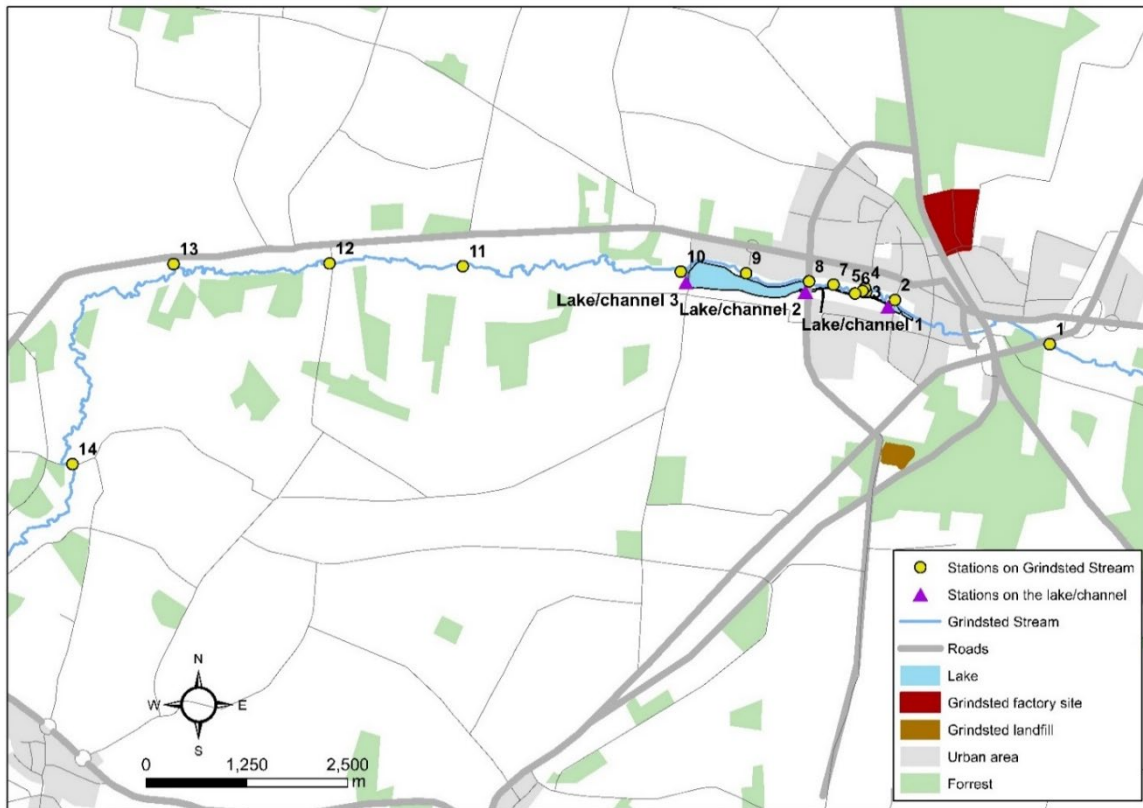 13
12
11
10
9
8
7
5
6
4
3
2
1
Lake/channel 3
Lake/channel 2
Lake/channel 1
14
N
W
E
S
0
1,250
2,500
m
Stations on Grindsted Stream
Stations on the lake/channel
Grindsted Stream
Roads
Lake
Grindsted factory site
Grindsted landfill
Urban area
Forrest